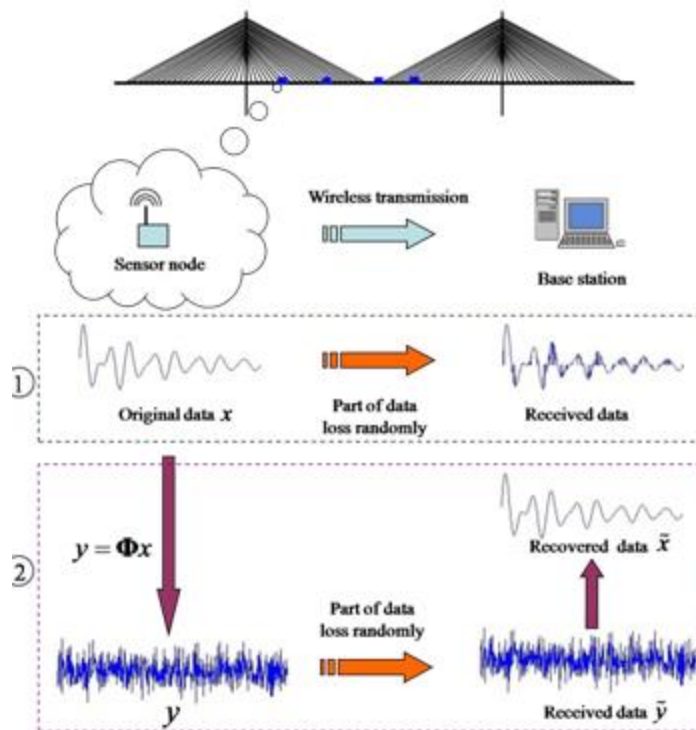 Wireless transmission
Sensor node
Base station
①
Original data x
Part of data
loss randomly
Received data
②
y = Φx
Recovered data x̃
Part of data
loss randomly
y
Received data ỹ